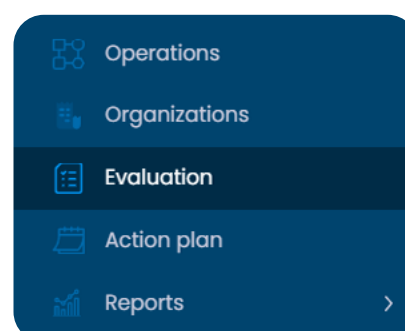 Operations
Organizations
Evaluation
Action plan
Reports